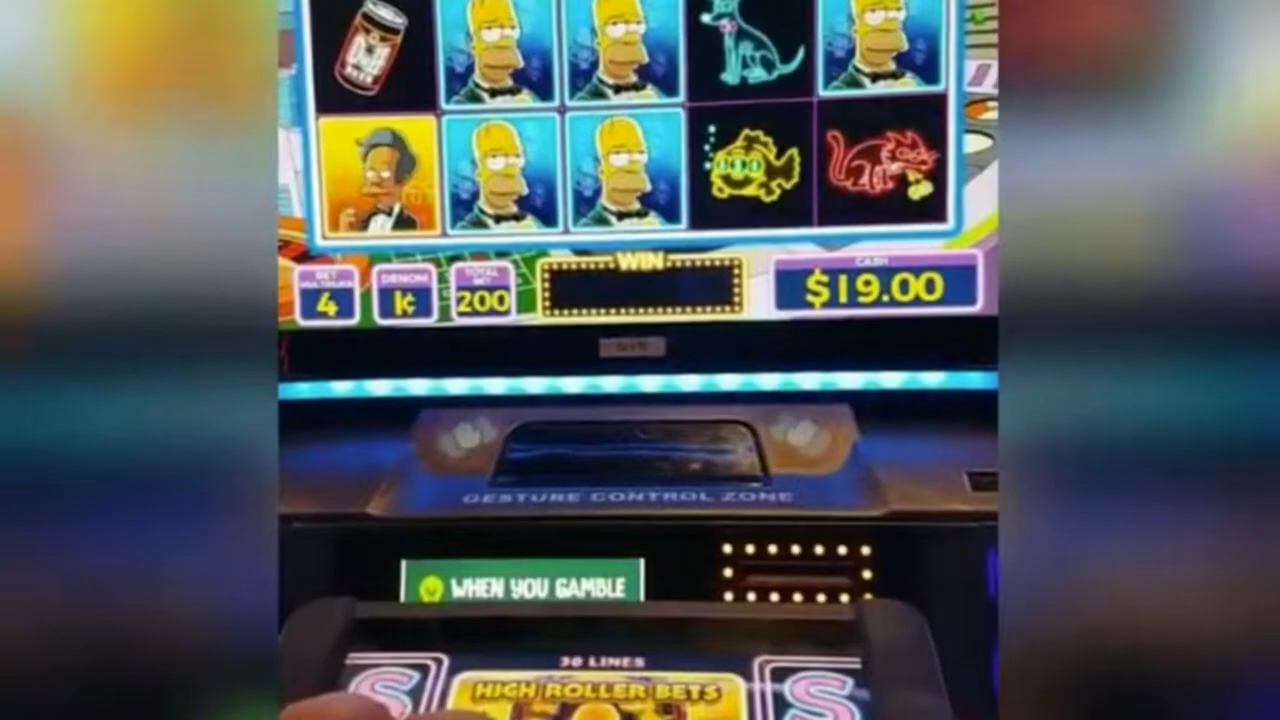 BEER
WIN
BET
MULTIPLIER
4
DENOM
1¢
TOTAL
BET
200
CASH
$19.00
GESTURE CONTROL ZONE
WHEN YOU GAMBLE
30 LINES
S
HIGH ROLLER BETS
S